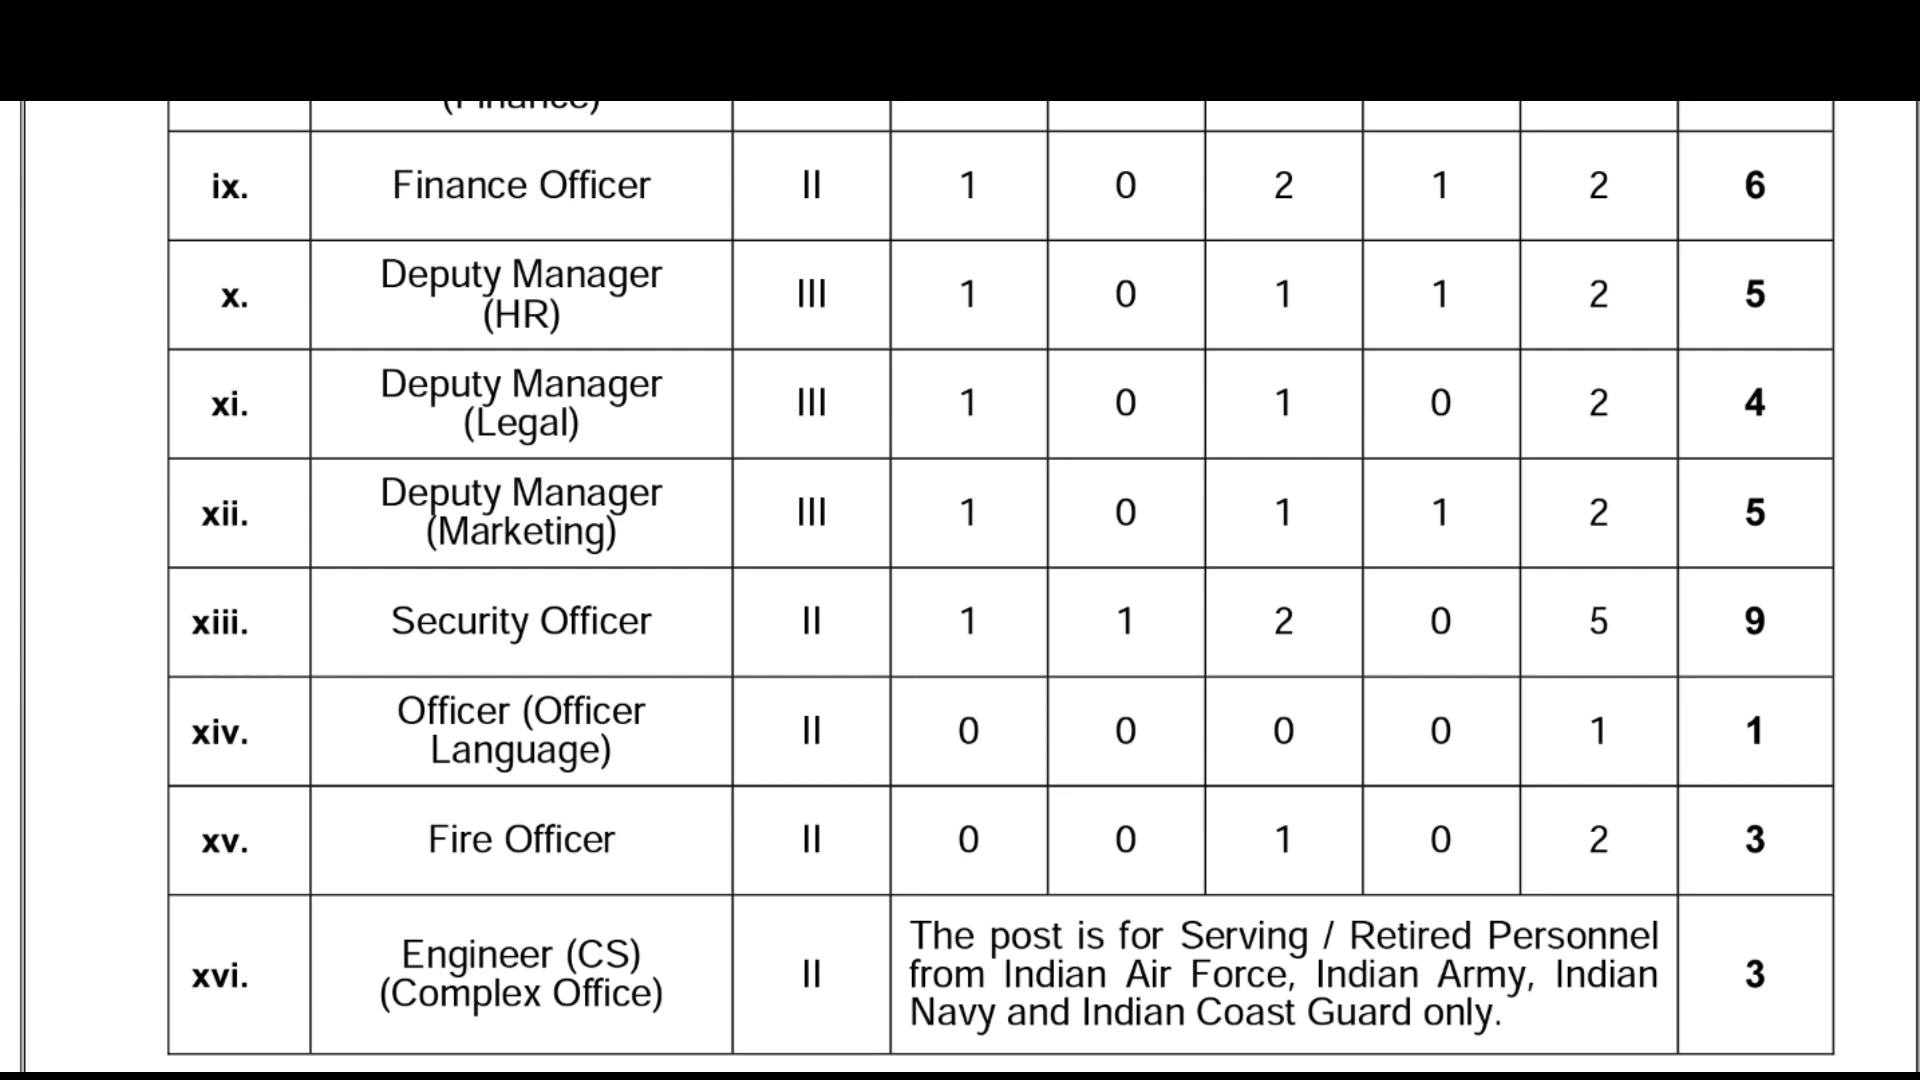 (Finance)
ix. Finance Officer II 1 0 2 1 2 6
x. Deputy Manager (HR) III 1 0 1 1 2 5
xi. Deputy Manager (Legal) III 1 0 1 0 2 4
xii. Deputy Manager (Marketing) III 1 0 1 1 2 5
xiii. Security Officer II 1 1 2 0 5 9
xiv. Officer (Officer Language) II 0 0 0 0 1 1
xv. Fire Officer II 0 0 1 0 2 3
xvi. Engineer (CS) (Complex Office) II The post is for Serving / Retired Personnel
from Indian Air Force, Indian Army, Indian
Navy and Indian Coast Guard only. 3